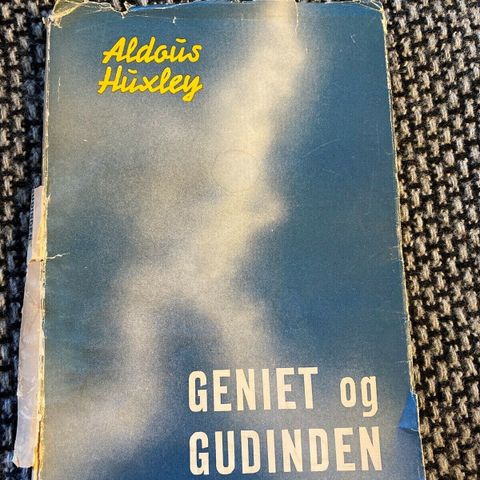 Aldous
Huxley
GENIET og
GUDINDEN